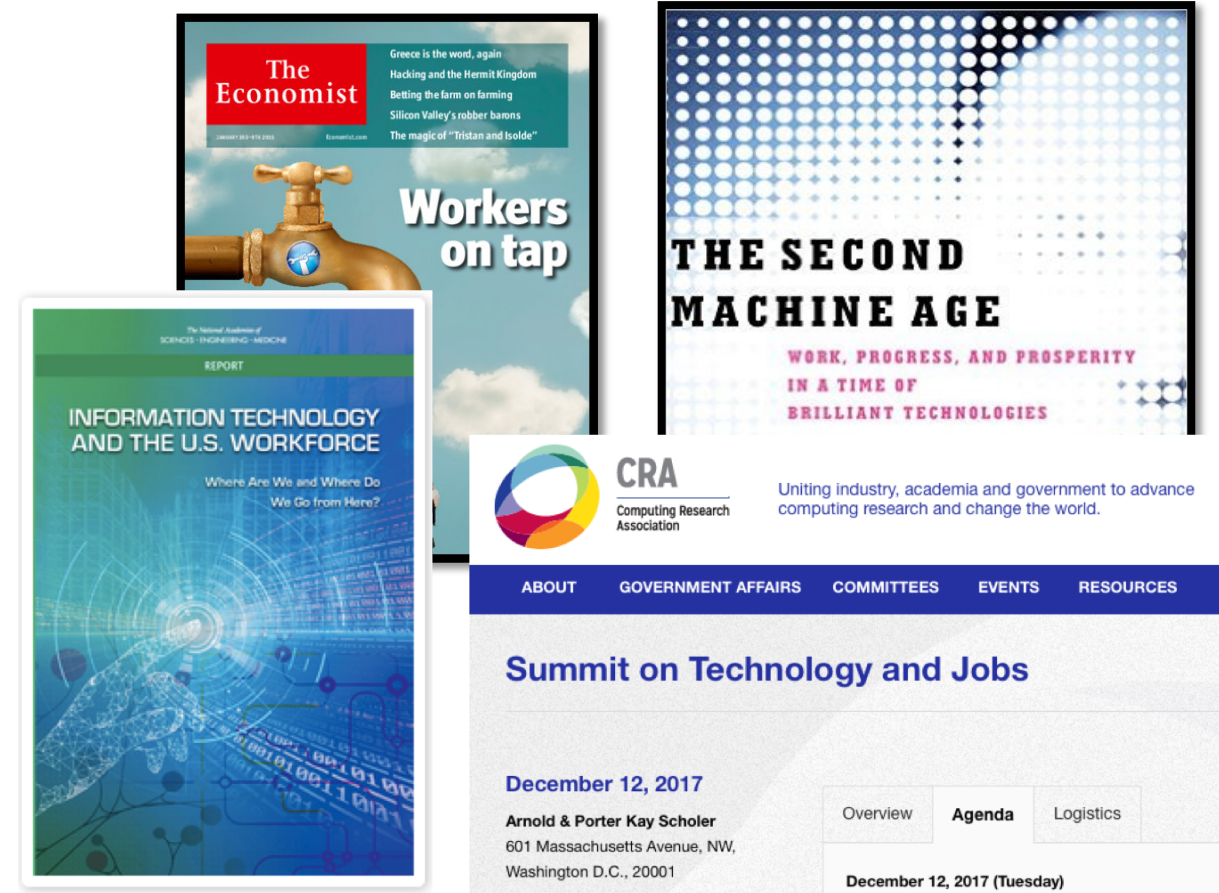 The
Economist
JANUARY 3RD–9TH 2015
Economist.com
Greece is the word, again
Hacking and the Hermit Kingdom
Betting the farm on farming
Silicon Valley's robber barons
The magic of "Tristan and Isolde"
Workers
on tap
THE SECOND
MACHINE AGE
WORK, PROGRESS, AND PROSPERITY
IN A TIME OF
BRILLIANT TECHNOLOGIES
The National Academies of
SCIENCES · ENGINEERING · MEDICINE
REPORT
INFORMATION TECHNOLOGY
AND THE U.S. WORKFORCE
Where Are We and Where Do
We Go from Here?
CRA
Computing Research
Association
Uniting industry, academia and government to advance
computing research and change the world.
ABOUT GOVERNMENT AFFAIRS COMMITTEES EVENTS RESOURCES
Summit on Technology and Jobs
December 12, 2017
Arnold & Porter Kay Scholer
601 Massachusetts Avenue, NW,
Washington D.C., 20001
Overview Agenda Logistics
December 12, 2017 (Tuesday)